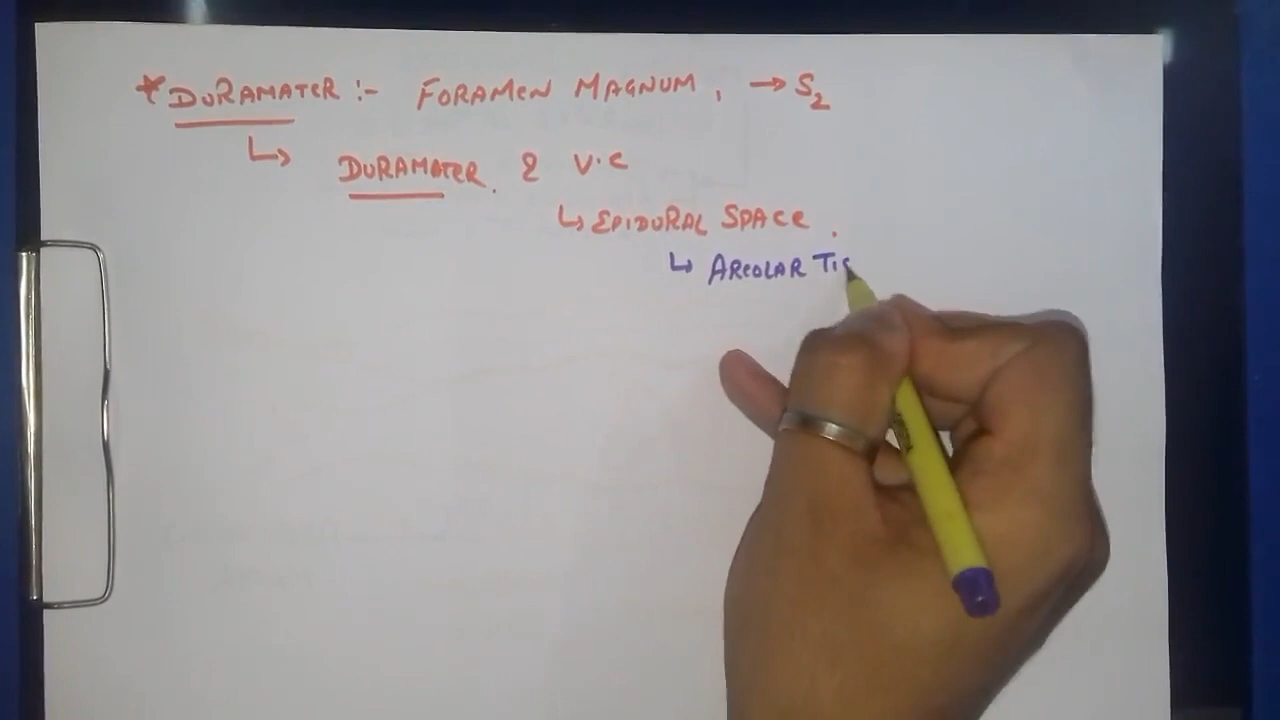 * DURAMATER :- FORAMEN MAGNUM, → S2
↳ DURAMATER. & V.C
↳ EPIDURAL SPACE.
↳ AREOLAR TIS